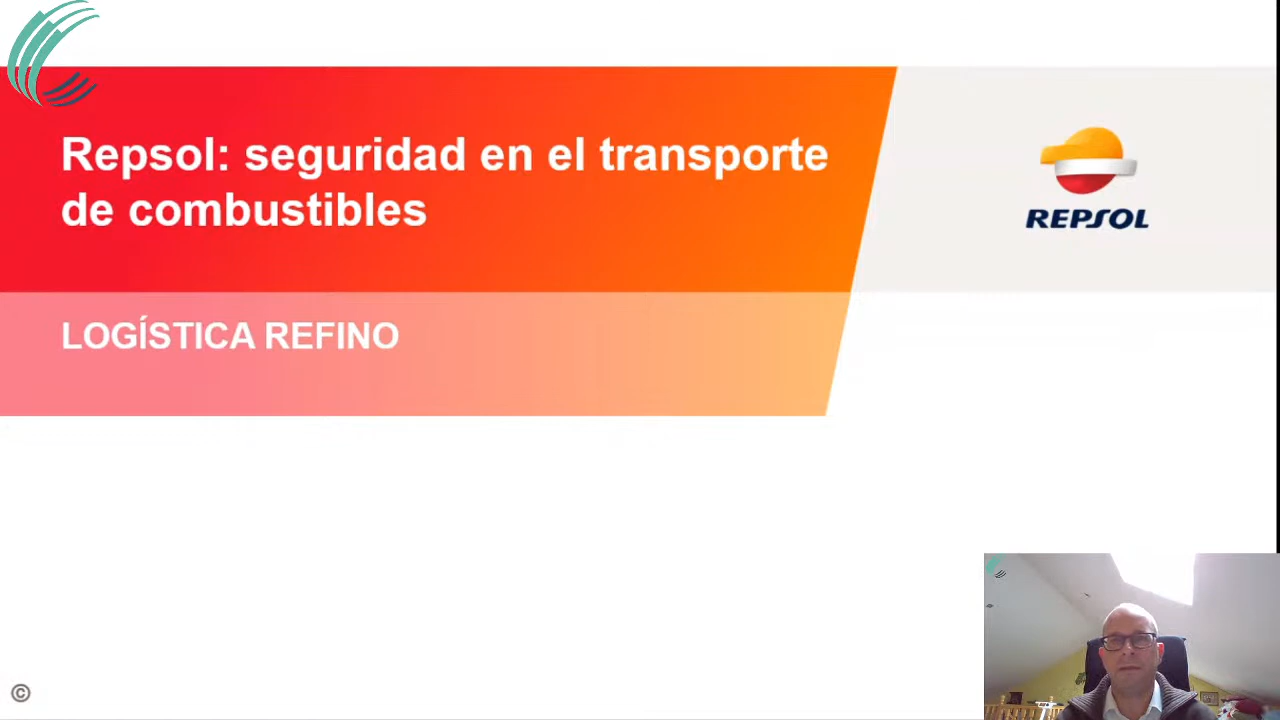 Repsol: seguridad en el transporte
de combustibles
REPSOL
LOGÍSTICA REFINO
©